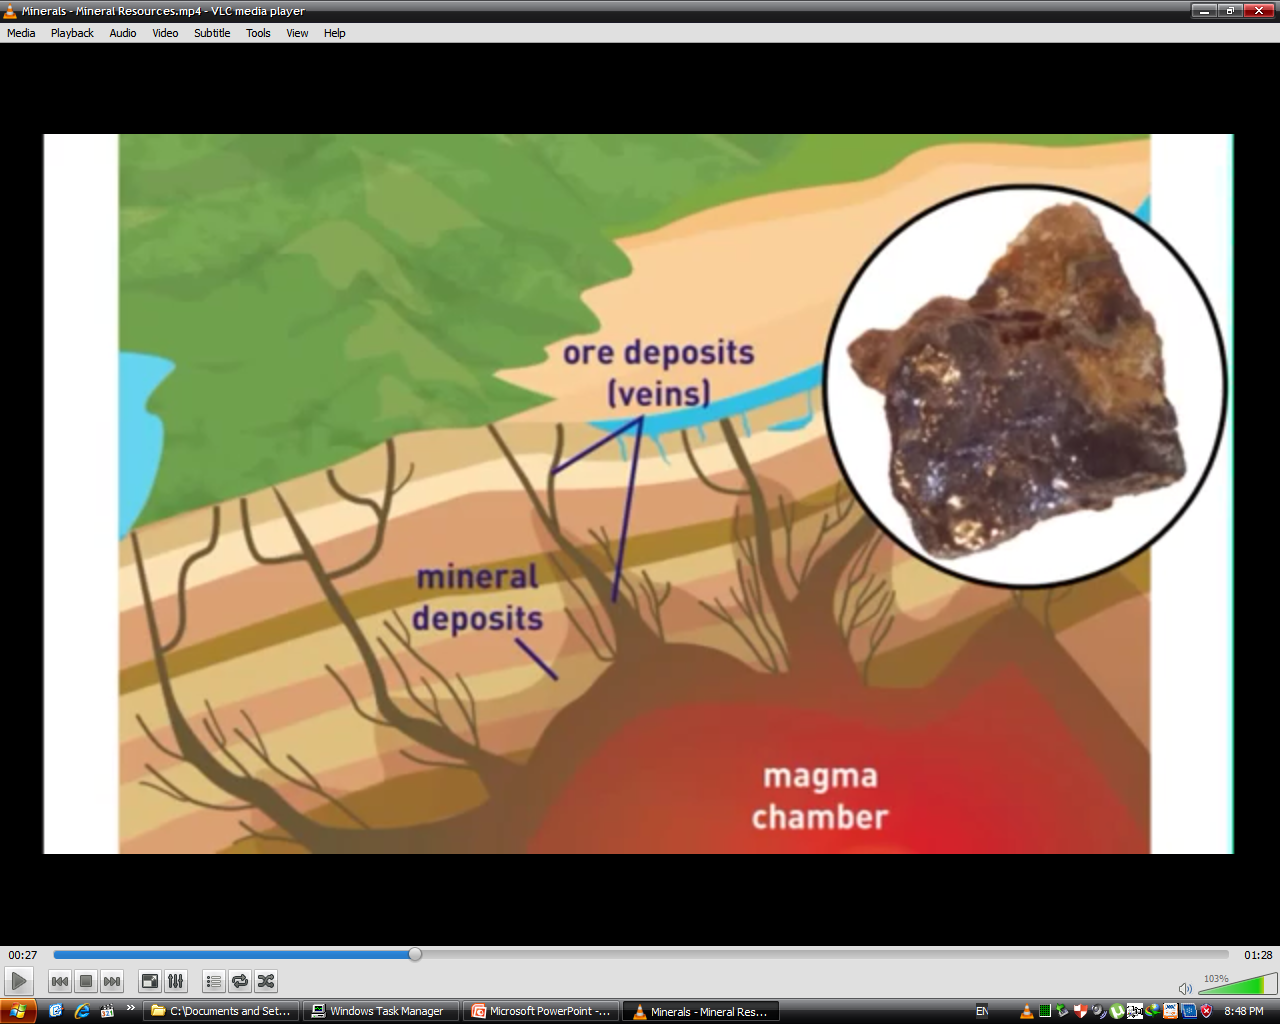 Minerals - Mineral Resources.mp4 - VLC media player
Media Playback Audio Video Subtitle Tools View Help
ore deposits
(veins)
mineral
deposits
magma
chamber
00:27
01:28
103%
C:\Documents and Set...
Windows Task Manager
Microsoft PowerPoint -...
Minerals - Mineral Res...
EN
8:48 PM